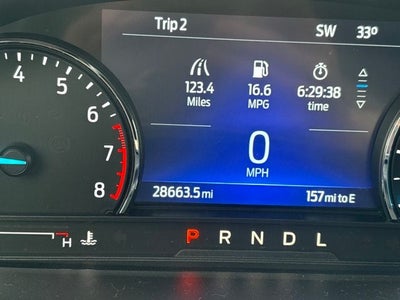 Trip 2 SW 33º
123.4 16.6 6:29:38
Miles MPG time
0
MPH
28663.5 mi 157 mi to E
4 5 6 7 8
H
P R N D L